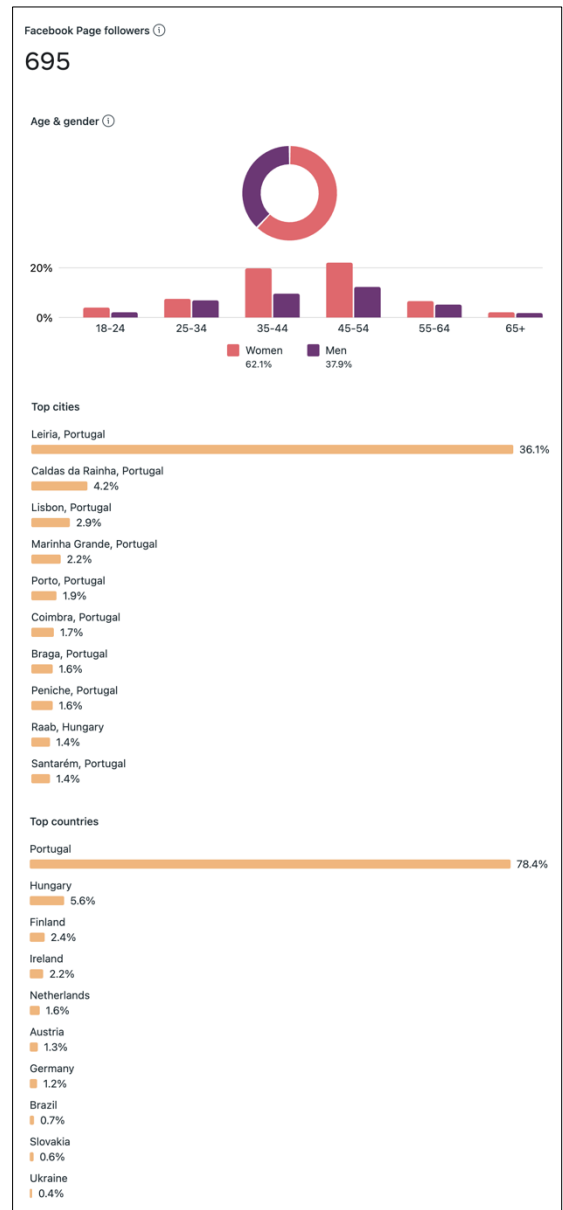 Facebook Page followers
695
Age & gender
20%
0%
18-24 25-34 35-44 45-54 55-64 65+
Women Men
62.1% 37.9%
Top cities
Leiria, Portugal
36.1%
Caldas da Rainha, Portugal
4.2%
Lisbon, Portugal
2.9%
Marinha Grande, Portugal
2.2%
Porto, Portugal
1.9%
Coimbra, Portugal
1.7%
Braga, Portugal
1.6%
Peniche, Portugal
1.6%
Raab, Hungary
1.4%
Santarém, Portugal
1.4%
Top countries
Portugal
78.4%
Hungary
5.6%
Finland
2.4%
Ireland
2.2%
Netherlands
1.6%
Austria
1.3%
Germany
1.2%
Brazil
0.7%
Slovakia
0.6%
Ukraine
0.4%